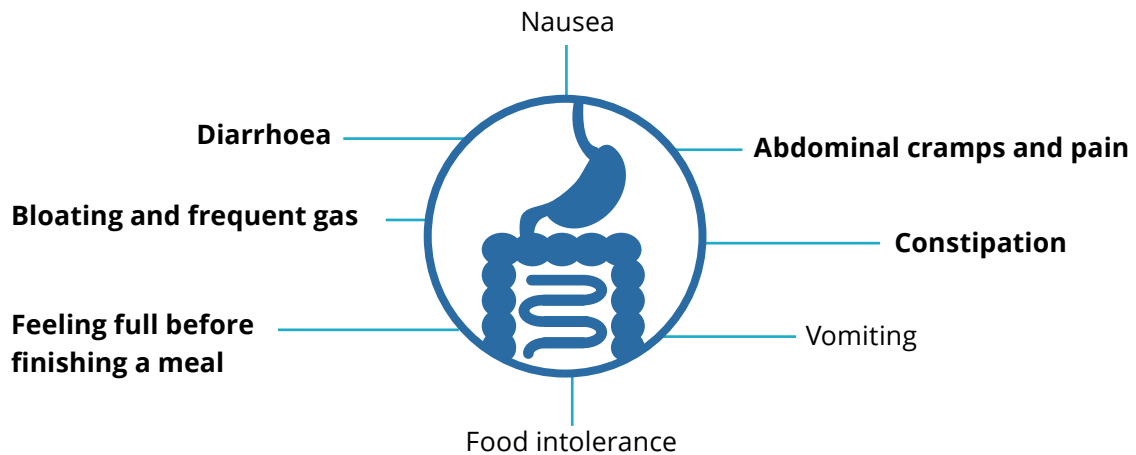 Nausea
Diarrhoea
Abdominal cramps and pain
Bloating and frequent gas
Constipation
Feeling full before
finishing a meal
Vomiting
Food intolerance